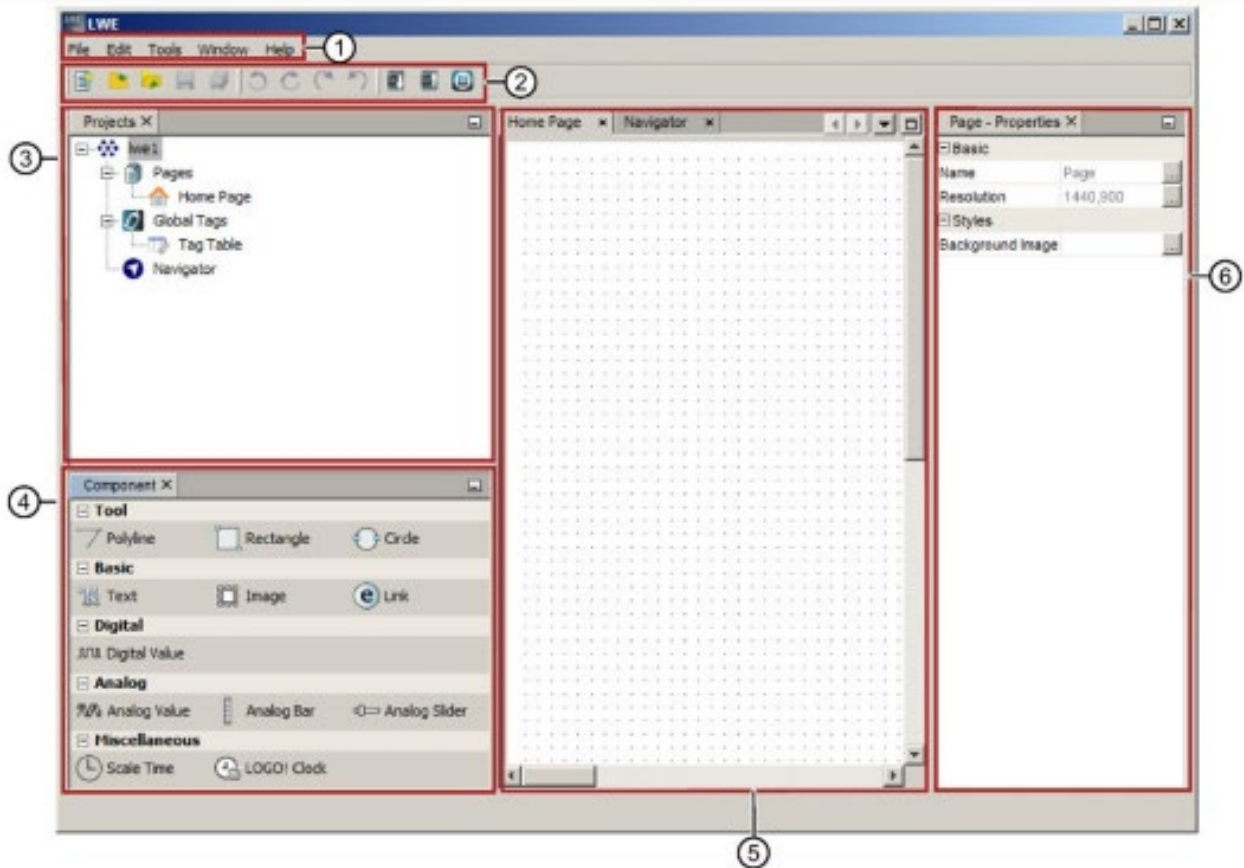 LWE
File Edit Tools Window Help
1
2
Projects
3
lwe1
Pages
Home Page
Global Tags
Tag Table
Navigator
4
Component
Tool
Polyline Rectangle Circle
Basic
Text Image Link
Digital
Digital Value
Analog
Analog Value Analog Bar Analog Slider
Miscellaneous
Scale Time LOGO! Clock
Home Page Navigator
5
Page - Properties
Basic
Name Page ...
Resolution 1440,900 ...
Styles
Background Image ...
6